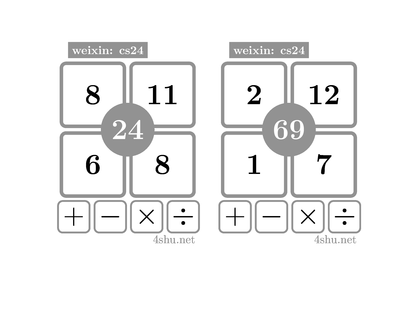 weixin: cs24
8 11
24
6 8
+ − × ÷
4shu.net
weixin: cs24
2 12
69
1 7
+ − × ÷
4shu.net